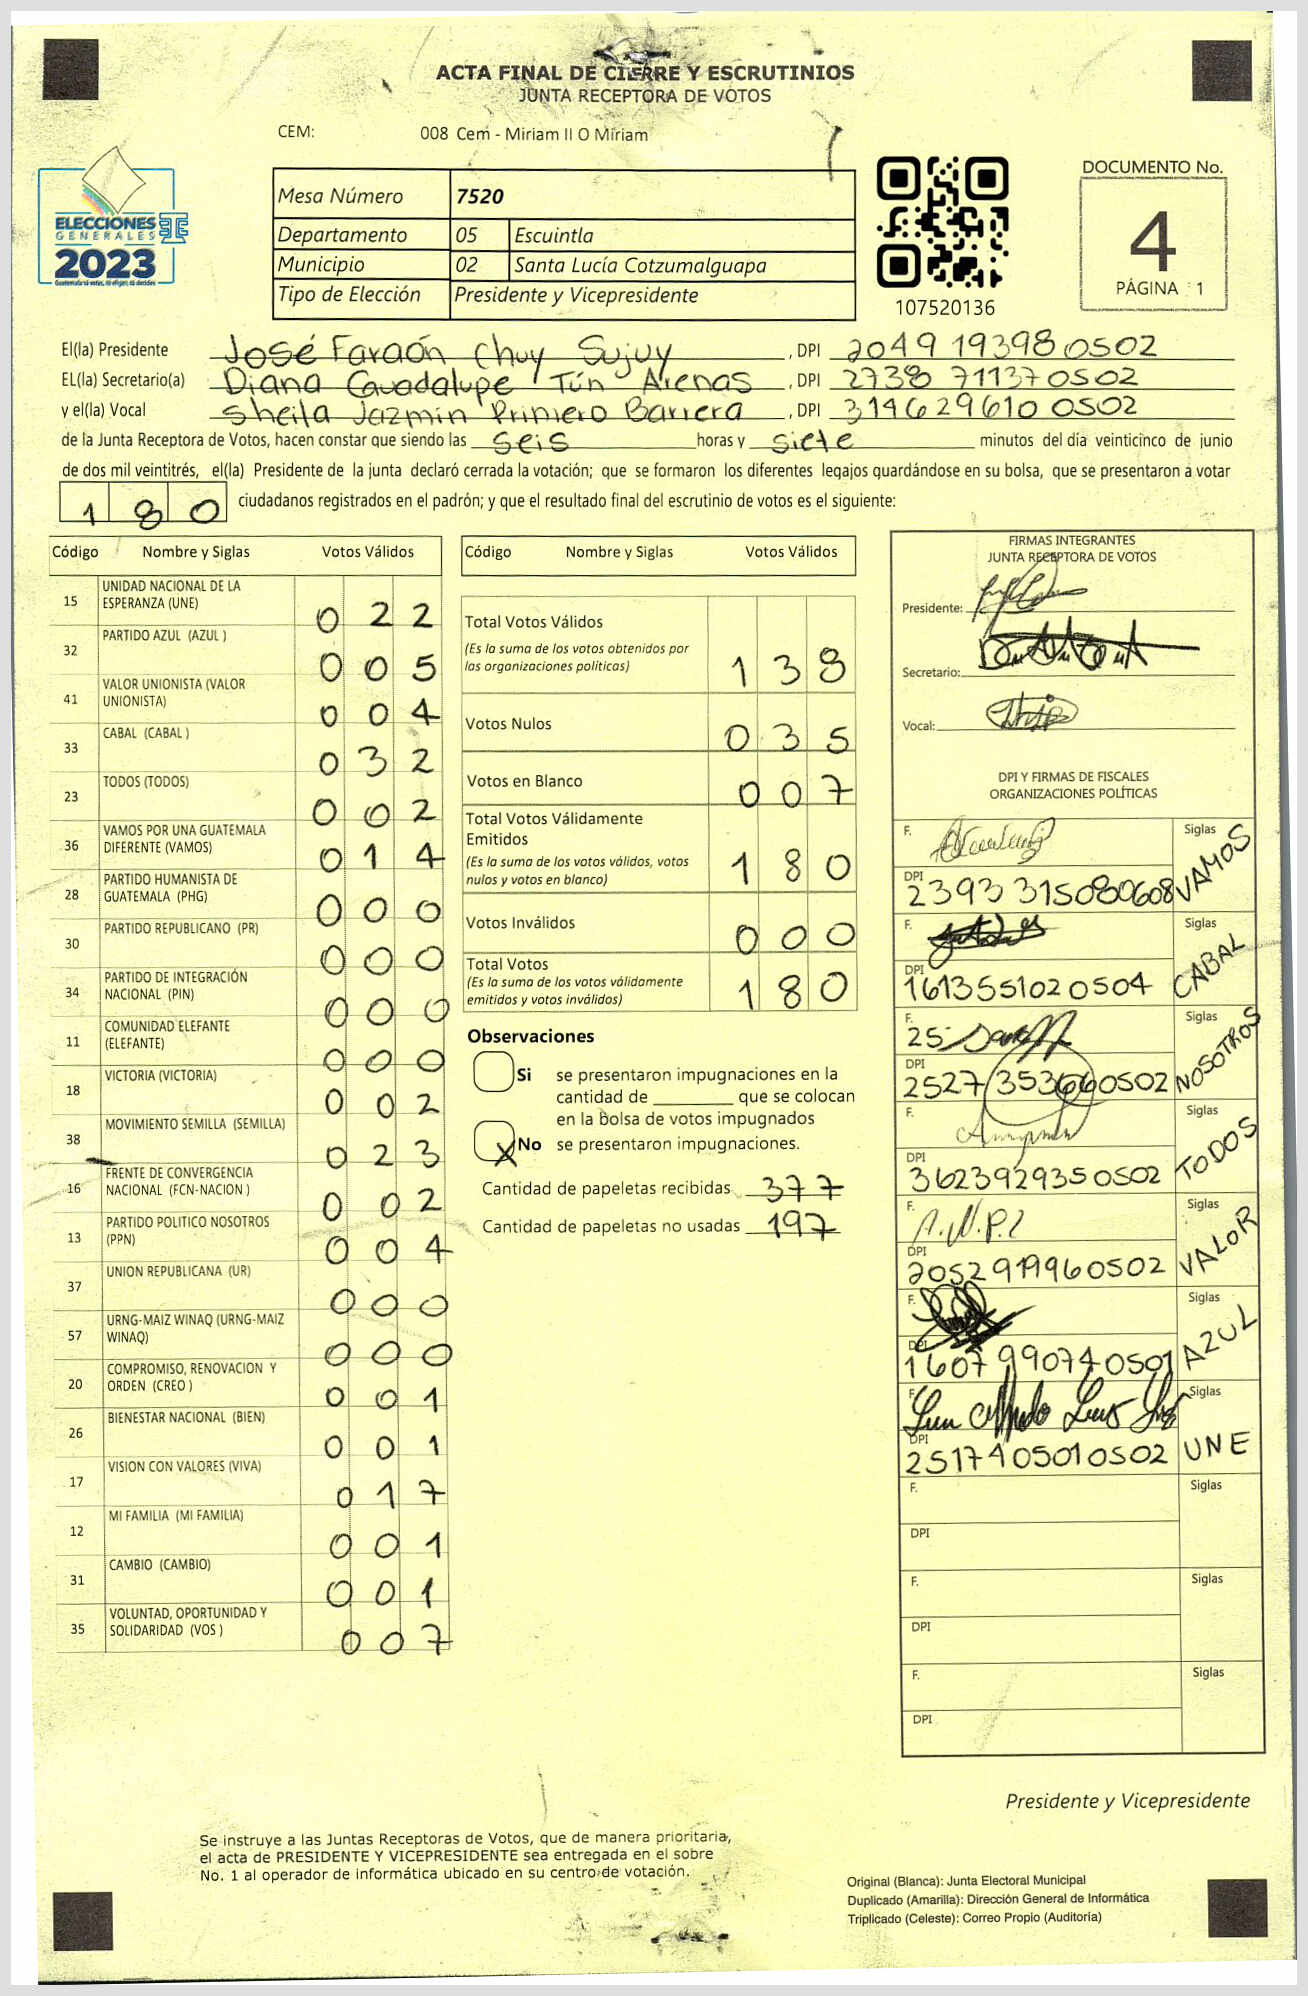 ACTA FINAL DE CIERRE Y ESCRUTINIOS
JUNTA RECEPTORA DE VOTOS
CEM: 008 Cem - Miriam II O Miriam
ELECCIONES
GENERALES
2023
Guatemala tú votas, tú eliges, tú decides
Mesa Número 7520
Departamento 05 Escuintla
Municipio 02 Santa Lucía Cotzumalguapa
Tipo de Elección Presidente y Vicepresidente
107520136
DOCUMENTO No.
4
PÁGINA 1
El(la) Presidente José Faraón Chuy Sujuy, DPI 2049 19398 0502
EL(la) Secretario(a) Diana Guadalupe Tún Arenas, DPI 2738 71137 0502
y el(la) Vocal Sheila Jazmin Primero Barrera, DPI 3146 29610 0502
de la Junta Receptora de Votos, hacen constar que siendo las seis horas y siete minutos del día veinticinco de junio
de dos mil veintitrés, el(la) Presidente de la junta declaró cerrada la votación; que se formaron los diferentes legajos guardándose en su bolsa, que se presentaron a votar
180 ciudadanos registrados en el padrón; y que el resultado final del escrutinio de votos es el siguiente:
Código Nombre y Siglas Votos Válidos
15 UNIDAD NACIONAL DE LA ESPERANZA (UNE) 022
32 PARTIDO AZUL (AZUL ) 005
41 VALOR UNIONISTA (VALOR UNIONISTA) 004
33 CABAL (CABAL ) 032
23 TODOS (TODOS) 002
36 VAMOS POR UNA GUATEMALA DIFERENTE (VAMOS) 014
28 PARTIDO HUMANISTA DE GUATEMALA (PHG) 000
30 PARTIDO REPUBLICANO (PR) 000
34 PARTIDO DE INTEGRACIÓN NACIONAL (PIN) 000
11 COMUNIDAD ELEFANTE (ELEFANTE) 000
18 VICTORIA (VICTORIA) 002
38 MOVIMIENTO SEMILLA (SEMILLA) 023
16 FRENTE DE CONVERGENCIA NACIONAL (FCN-NACION ) 002
13 PARTIDO POLITICO NOSOTROS (PPN) 004
37 UNION REPUBLICANA (UR) 000
57 URNG-MAIZ WINAQ (URNG-MAIZ WINAQ) 000
20 COMPROMISO, RENOVACION Y ORDEN (CREO ) 001
26 BIENESTAR NACIONAL (BIEN) 001
17 VISION CON VALORES (VIVA) 017
12 MI FAMILIA (MI FAMILIA) 001
31 CAMBIO (CAMBIO) 001
35 VOLUNTAD, OPORTUNIDAD Y SOLIDARIDAD (VOS ) 007
Código Nombre y Siglas Votos Válidos
Total Votos Válidos 138
(Es la suma de los votos obtenidos por
las organizaciones políticas)
Votos Nulos 035
Votos en Blanco 007
Total Votos Válidamente
Emitidos 180
(Es la suma de los votos válidos, votos
nulos y votos en blanco)
Votos Inválidos 000
Total Votos 180
(Es la suma de los votos válidamente
emitidos y votos inválidos)
Observaciones
Si se presentaron impugnaciones en la
cantidad de ________ que se colocan
en la bolsa de votos impugnados
X No se presentaron impugnaciones.
Cantidad de papeletas recibidas 377
Cantidad de papeletas no usadas 197
FIRMAS INTEGRANTES
JUNTA RECEPTORA DE VOTOS
Presidente:
Secretario:
Vocal:
DPI Y FIRMAS DE FISCALES
ORGANIZACIONES POLÍTICAS
F. Siglas VAMOS
DPI 2393 31508 0608
F. Siglas CABAL
DPI 1613551020504
F. Siglas NOSOTROS
DPI 2527 35366 0502
F. Siglas TODOS
DPI 3623929350502
F. A.N.P.L Siglas VALOR
DPI 2052 91996 0502
F. Siglas AZUL
DPI 1607 99074 0501
F. Siglas UNE
DPI 2517405010502
F. Siglas
DPI
F. Siglas
DPI
F. Siglas
DPI
Presidente y Vicepresidente
Se instruye a las Juntas Receptoras de Votos, que de manera prioritaria,
el acta de PRESIDENTE Y VICEPRESIDENTE sea entregada en el sobre
No. 1 al operador de informática ubicado en su centro de votación.
Original (Blanca): Junta Electoral Municipal
Duplicado (Amarilla): Dirección General de Informática
Triplicado (Celeste): Correo Propio (Auditoría)